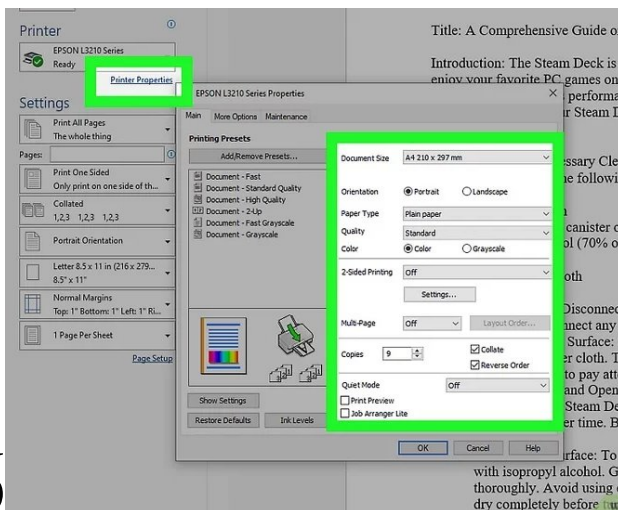 Printer
EPSON L3210 Series
Ready
Printer Properties
Settings
Print All Pages
The whole thing
Pages:
Print One Sided
Only print on one side of th...
Collated
1,2,3 1,2,3 1,2,3
Portrait Orientation
Letter 8.5 x 11 in (216 x 279...
8.5" x 11"
Normal Margins
Top: 1" Bottom: 1" Left: 1" Ri...
1 Page Per Sheet
Page Setup
EPSON L3210 Series Properties
Main More Options Maintenance
Printing Presets
Add/Remove Presets...
Document - Fast
Document - Standard Quality
Document - High Quality
Document - 2-Up
Document - Fast Grayscale
Document - Grayscale
Show Settings
Restore Defaults Ink Levels
Document Size A4 210 x 297 mm
Orientation Portrait Landscape
Paper Type Plain paper
Quality Standard
Color Color Grayscale
2-Sided Printing Off
Settings...
Multi-Page Off Layout Order...
Copies 9 Collate
Reverse Order
Quiet Mode Off
Print Preview
Job Arranger Lite
OK Cancel Help
Title: A Comprehensive Guide o
Introduction: The Steam Deck is
enjoy your favorite PC games on
performa
r Steam D
ssary Cle
e followi
canister o
ol (70% o
oth
Disconnec
nnect any
Surface:
er cloth. T
to pay atte
and Open
Steam De
er time. B
rface: To
with isopropyl alcohol. G
thoroughly. Avoid using
dry completely before